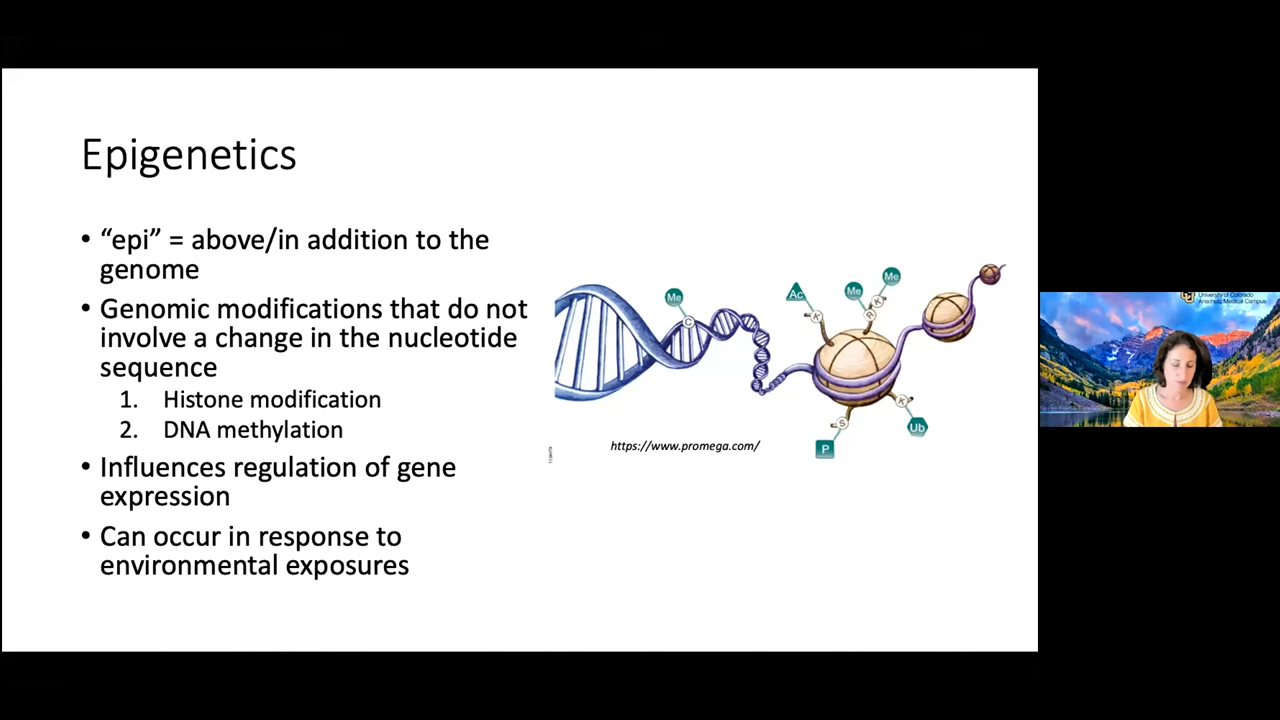 Epigenetics
• “epi” = above/in addition to the
genome
• Genomic modifications that do not
involve a change in the nucleotide
sequence
1. Histone modification
2. DNA methylation
• Influences regulation of gene
expression
• Can occur in response to
environmental exposures
Me
C
Ac
K
Me
R
Me
K
S
P
K
Ub
https://www.promega.com/
University of Colorado
Anschutz Medical Campus